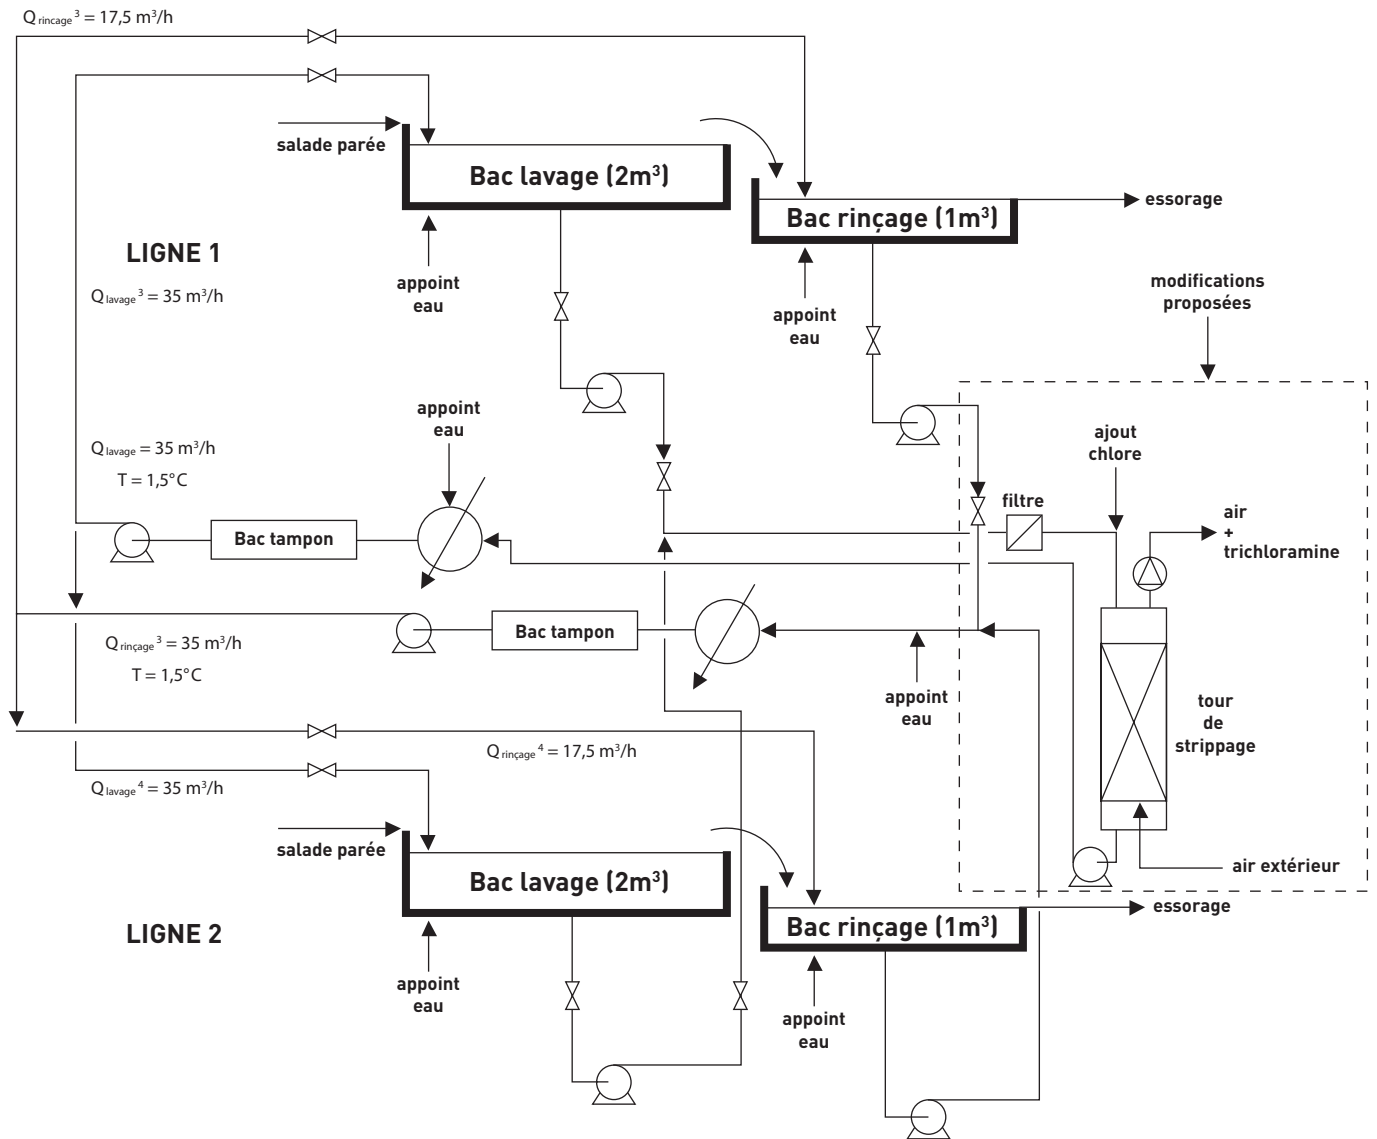 Q rincage ³ = 17,5 m³/h
salade parée
Bac lavage (2m³)
Bac rinçage (1m³)
essorage
LIGNE 1
Q lavage ³ = 35 m³/h
appoint
eau
appoint
eau
modifications
proposées
appoint
eau
ajout
chlore
Q lavage = 35 m³/h
T = 1,5°C
filtre
air
+
trichloramine
Bac tampon
Bac tampon
Q rinçage ³ = 35 m³/h
T = 1,5°C
appoint
eau
tour
de
strippage
Q rinçage ⁴ = 17,5 m³/h
Q lavage ⁴ = 35 m³/h
salade parée
Bac lavage (2m³)
air extérieur
Bac rinçage (1m³)
essorage
LIGNE 2
appoint
eau
appoint
eau